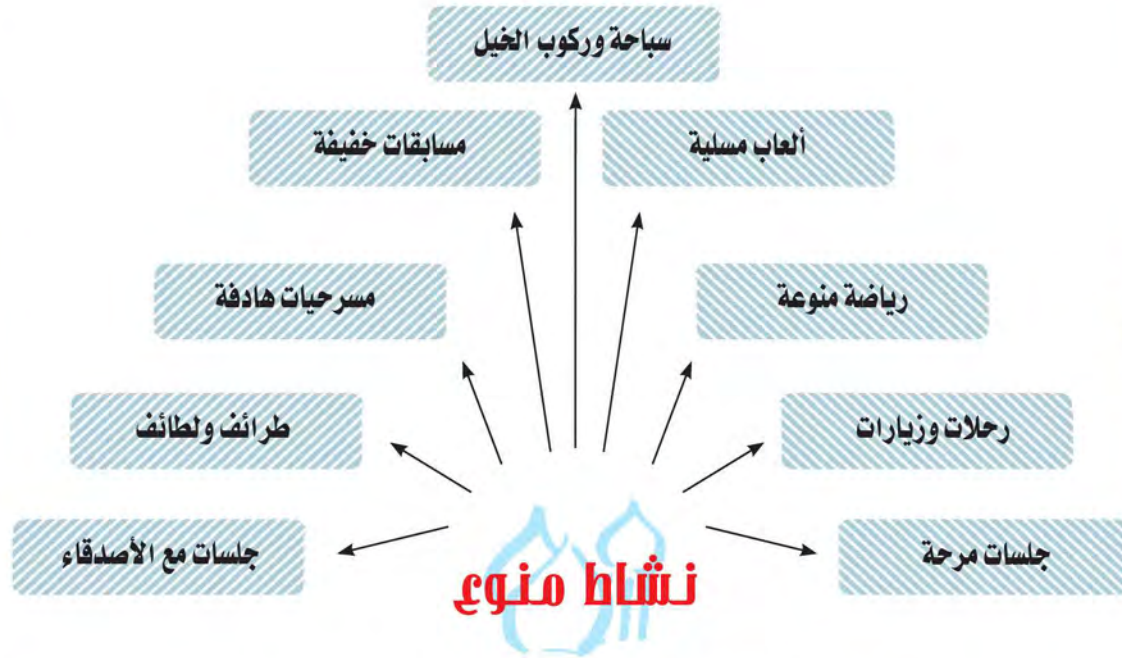 سباحة وركوب الخيل
ألعاب مسلية
مسابقات خفيفة
رياضة منوعة
مسرحيات هادفة
رحلات وزيارات
طرائف ولطائف
جلسات مرحة
جلسات مع الأصدقاء
نشاط منوع